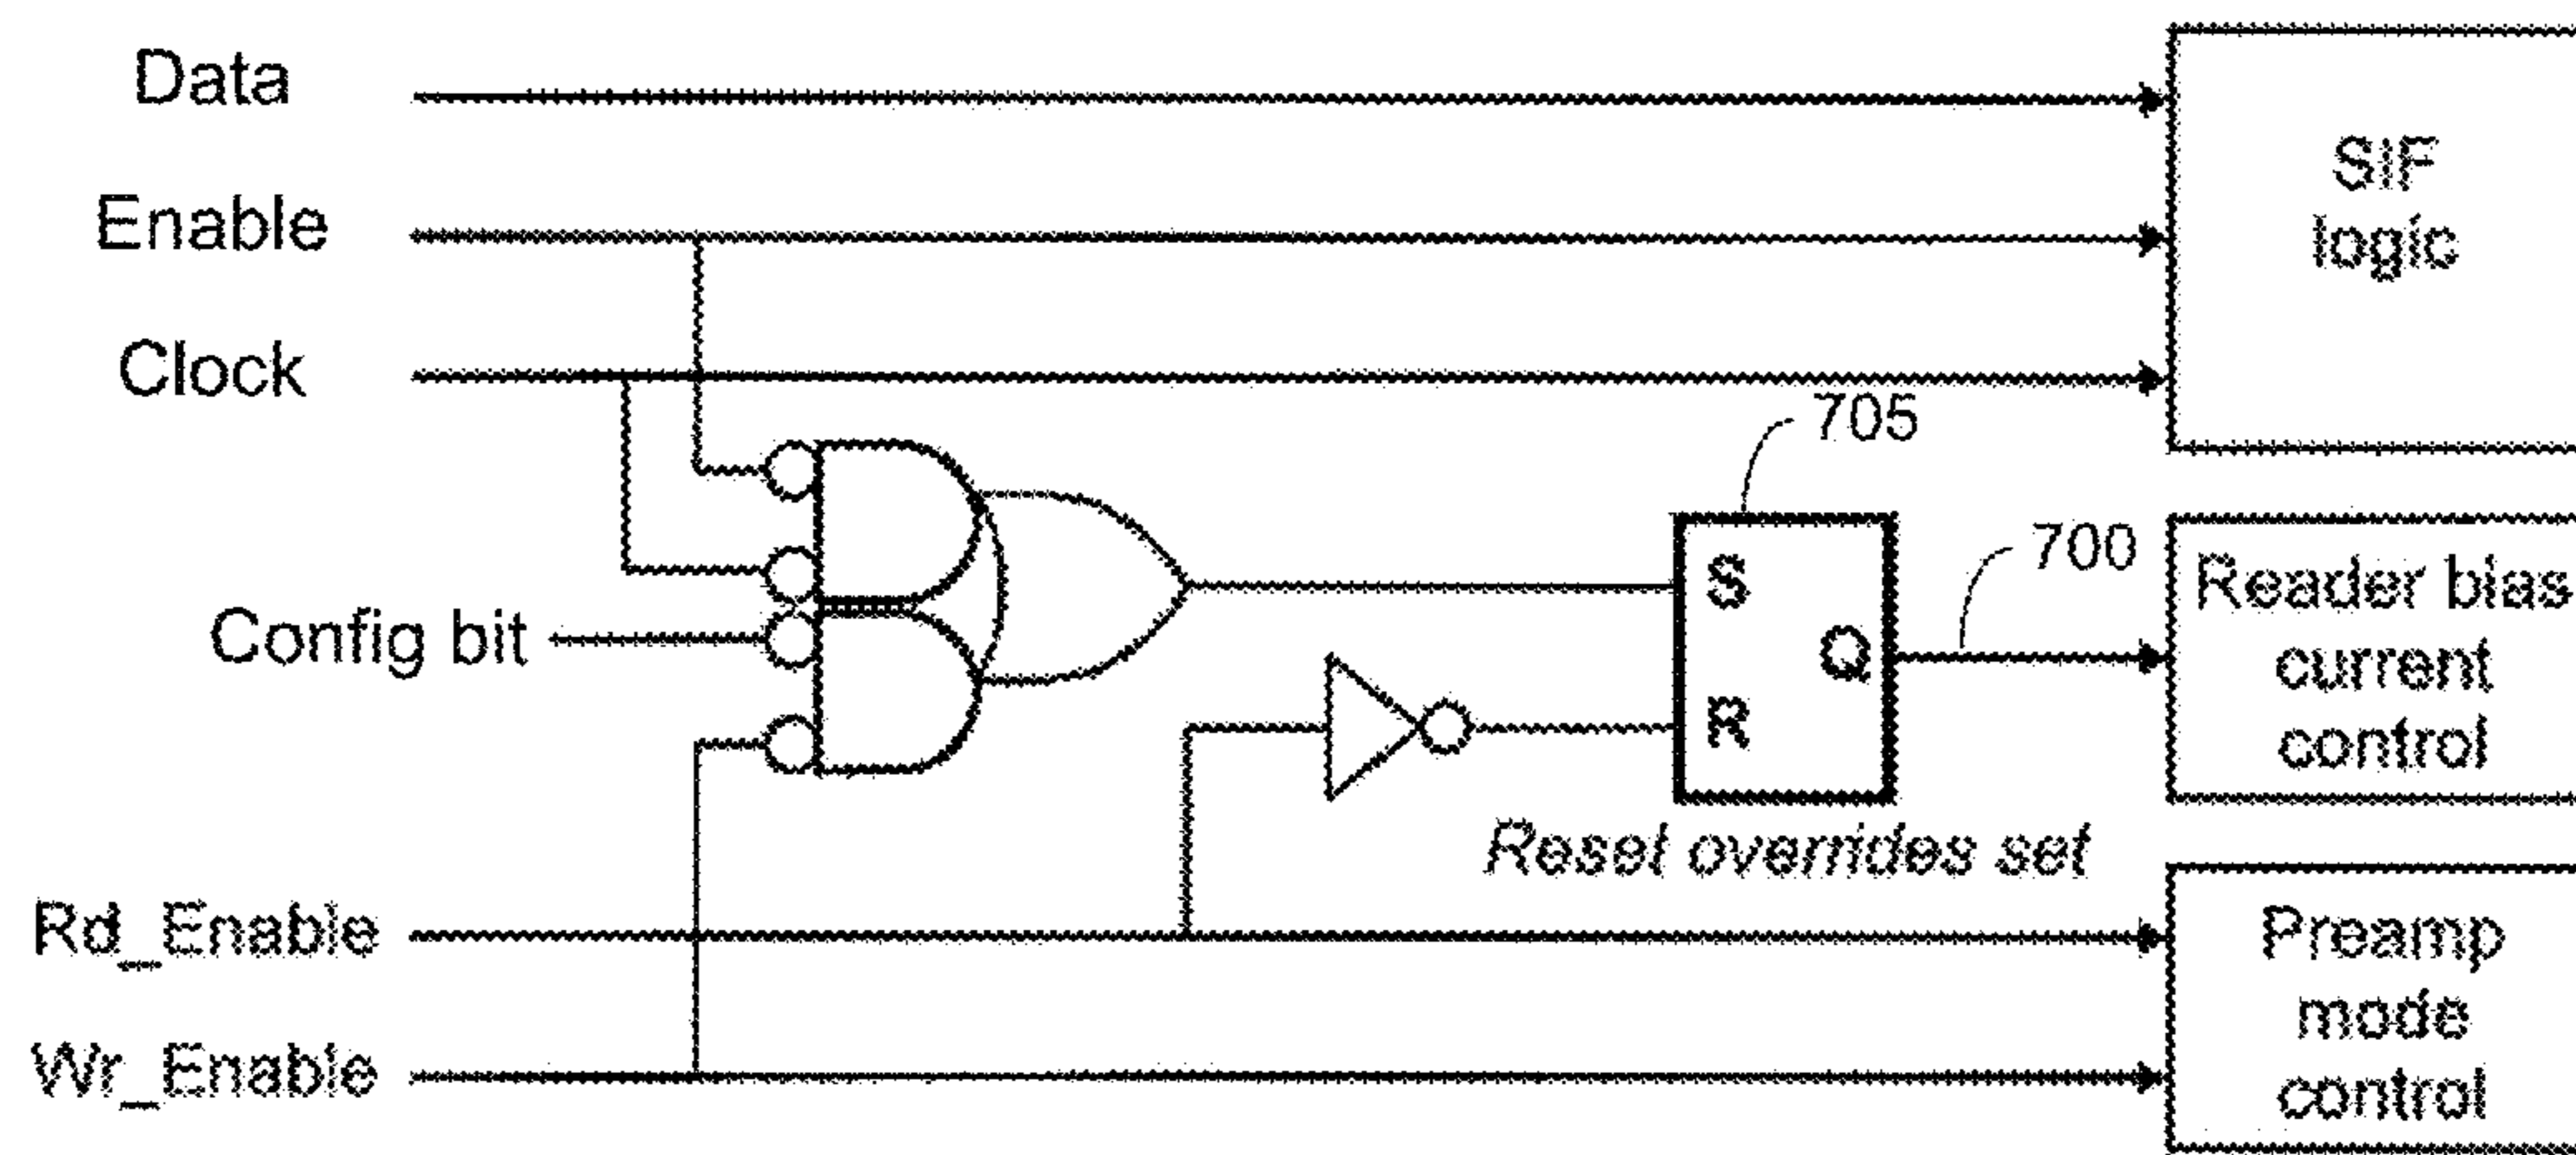 Data
Enable
Clock
Config bit
Rd_Enable
Wr_Enable
705
S
Q
R
700
Reset overrides set
SIF
logic
Reader bias
current
control
Preamp
mode
control